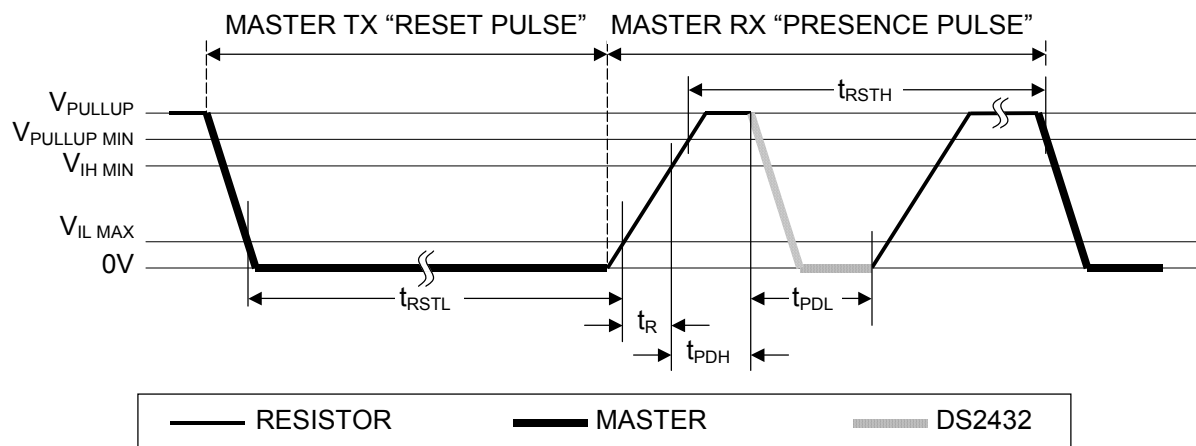 MASTER TX “RESET PULSE” MASTER RX “PRESENCE PULSE”
VPULLUP
VPULLUP MIN
VIH MIN
VIL MAX
0V
tRSTH
tRSTL
tR
tPDH
tPDL
RESISTOR MASTER DS2432